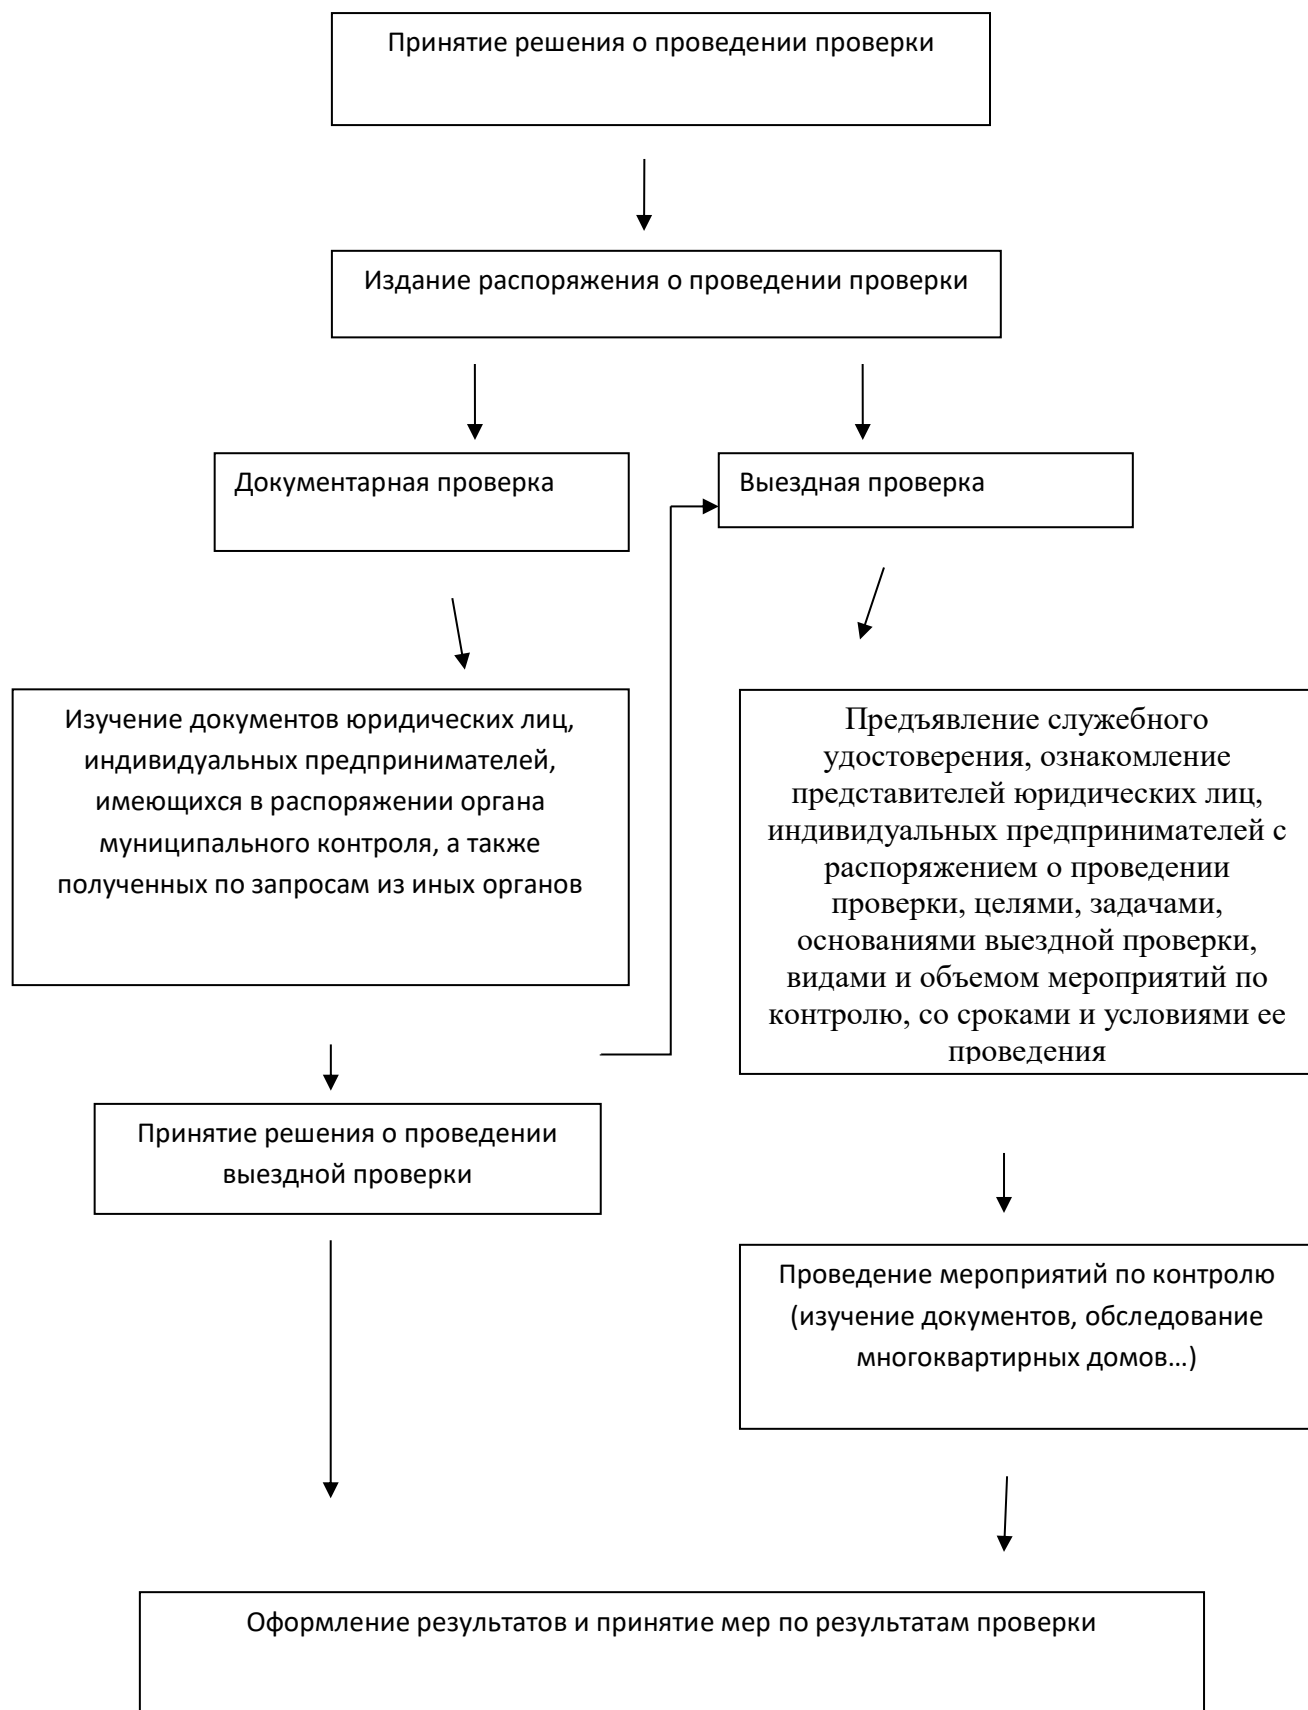 Принятие решения о проведении проверки
Издание распоряжения о проведении проверки
Документарная проверка
Выездная проверка
Изучение документов юридических лиц,
индивидуальных предпринимателей,
имеющихся в распоряжении органа
муниципального контроля, а также
полученных по запросам из иных органов
Предъявление служебного
удостоверения, ознакомление
представителей юридических лиц,
индивидуальных предпринимателей с
распоряжением о проведении
проверки, целями, задачами,
основаниями выездной проверки,
видами и объемом мероприятий по
контролю, со сроками и условиями ее
проведения
Принятие решения о проведении
выездной проверки
Проведение мероприятий по контролю
(изучение документов, обследование
многоквартирных домов...)
Оформление результатов и принятие мер по результатам проверки